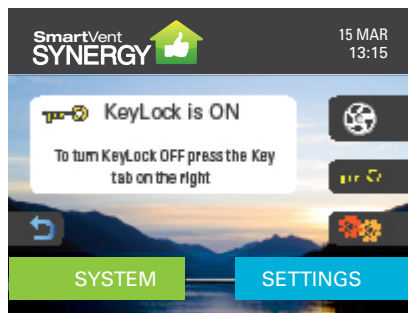 SmartVent
SYNERGY
15 MAR
13:15
KeyLock is ON
To turn KeyLock OFF press the Key
tab on the right
SYSTEM
SETTINGS